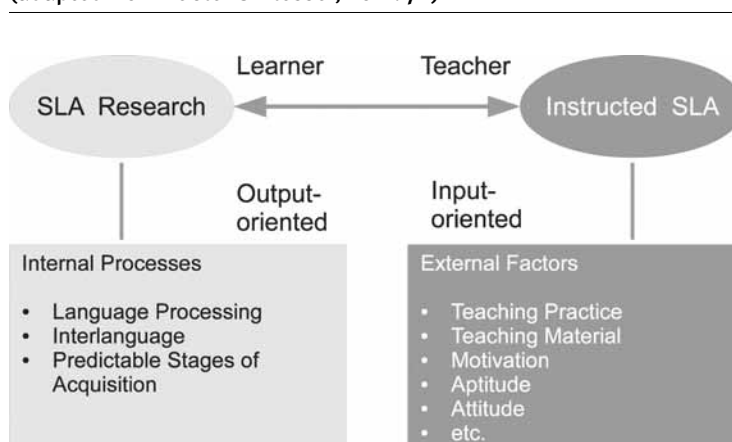 Learner
Teacher
SLA Research
Instructed SLA
Output-
oriented
Input-
oriented
Internal Processes
• Language Processing
• Interlanguage
• Predictable Stages of
Acquisition
External Factors
• Teaching Practice
• Teaching Material
• Motivation
• Aptitude
• Attitude
• etc.